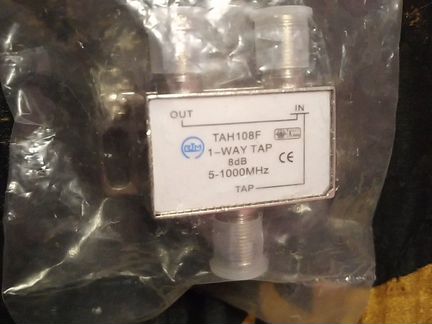 OUT IN
TAH108F
1-WAY TAP
8dB
CE
5-1000MHz
TAP